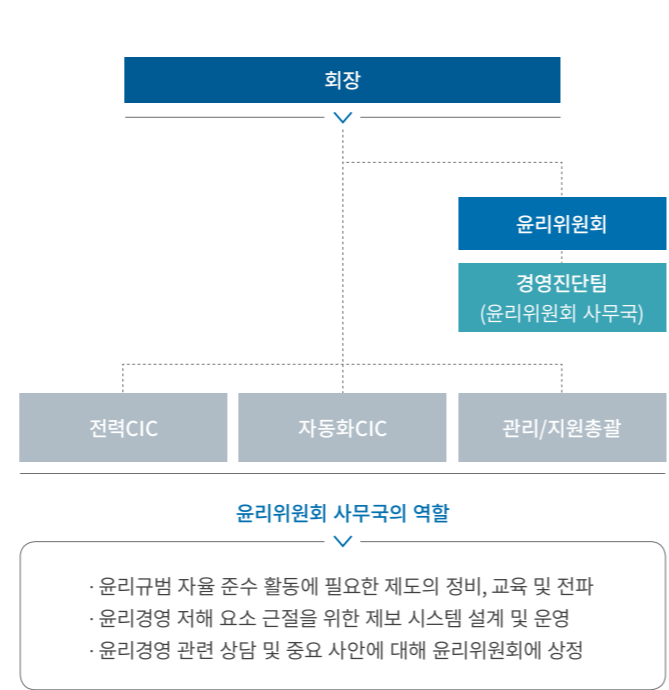 회장
윤리위원회
경영진단팀
(윤리위원회 사무국)
전력CIC
자동화CIC
관리/지원총괄
윤리위원회 사무국의 역할
· 윤리규범 자율 준수 활동에 필요한 제도의 정비, 교육 및 전파
· 윤리경영 저해 요소 근절을 위한 제보 시스템 설계 및 운영
· 윤리경영 관련 상담 및 중요 사안에 대해 윤리위원회에 상정